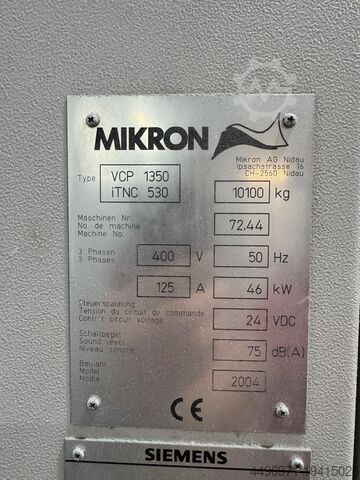 MIKRON
Mikron AG Nidau
Ipsachstrasse 16
CH-2560 Nidau
Type VCP 1350
iTNC 530
10100 kg
Maschinen Nr.
No. de machine
Machine No.
72.44
3 Phasen
3 Phases
400 V
50 Hz
125 A
46 kW
Steuerspannung
Tension du circuit de commande
Control circuit voltage
24 VDC
Schallpegel
Sound level
Niveau sonore
75 dB(A)
Baujahr
Model
Modèle
2004
CE
SIEMENS